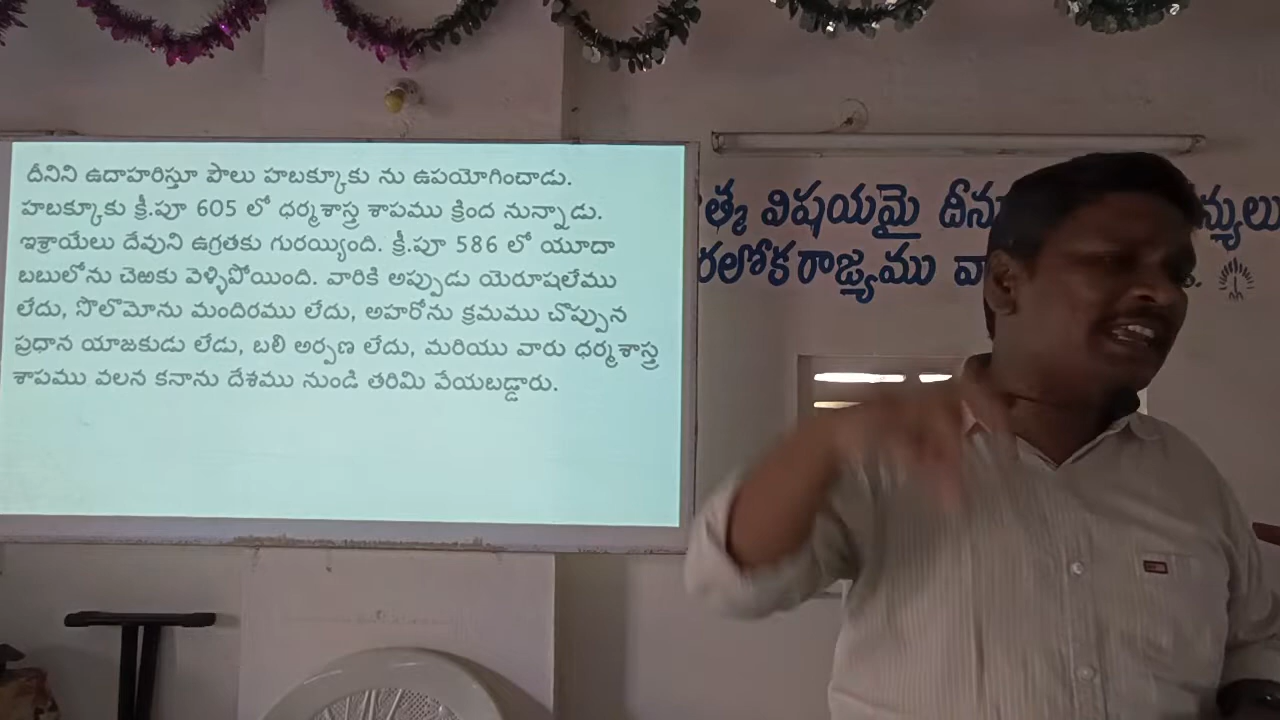 దీనిని ఉదాహరిస్తూ పౌలు హబక్కూకు ను ఉపయోగించాడు.
హబక్కూకు క్రీ.పూ 605 లో ధర్మశాస్త్ర శాపము క్రింద నున్నాడు.
ఇశ్రాయేలు దేవుని ఉగ్రతకు గురయ్యింది. క్రీ.పూ 586 లో యూదా
బబులోను చెఱకు వెళ్ళిపోయింది. వారికి అప్పుడు యెరూషలేము
లేదు, సొలొమోను మందిరము లేదు, అహరోను క్రమము చొప్పున
ప్రధాన యాజకుడు లేడు, బలి అర్పణ లేదు, మరియు వారు ధర్మశాస్త్ర
శాపము వలన కనాను దేశము నుండి తరిమి వేయబడ్డారు.
విషయమై
రాజ్యము